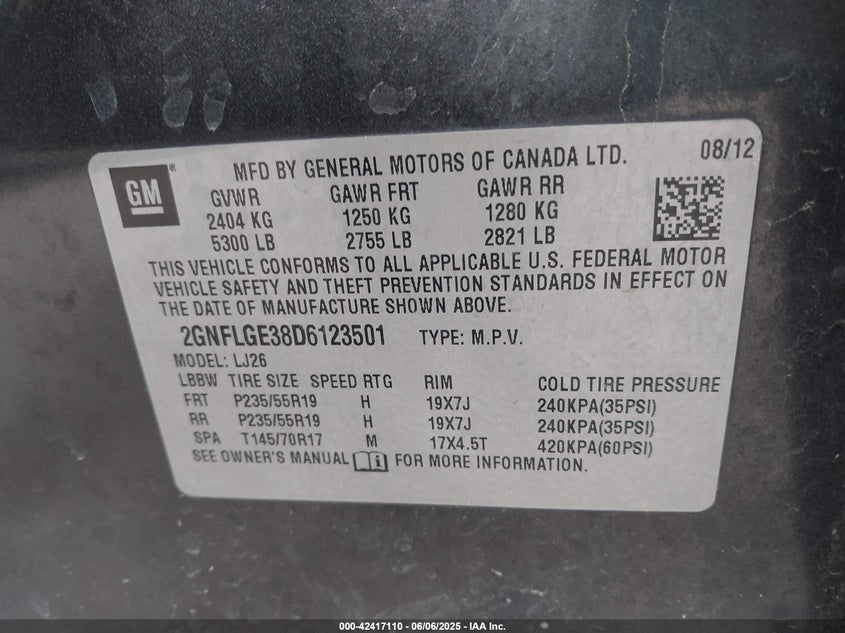 GM®
MFD BY GENERAL MOTORS OF CANADA LTD. 08/12
GVWR GAWR FRT GAWR RR
2404 KG 1250 KG 1280 KG
5300 LB 2755 LB 2821 LB
THIS VEHICLE CONFORMS TO ALL APPLICABLE U.S. FEDERAL MOTOR
VEHICLE SAFETY AND THEFT PREVENTION STANDARDS IN EFFECT ON
THE DATE OF MANUFACTURE SHOWN ABOVE.
2GNFLGE38D6123501 TYPE: M.P.V.
MODEL: LJ26
LBBW TIRE SIZE SPEED RTG RIM COLD TIRE PRESSURE
FRT P235/55R19 H 19X7J 240KPA(35PSI)
RR P235/55R19 H 19X7J 240KPA(35PSI)
SPA T145/70R17 M 17X4.5T 420KPA(60PSI)
SEE OWNER'S MANUAL FOR MORE INFORMATION.
000-42417110 - 06/06/2025 - IAA Inc.